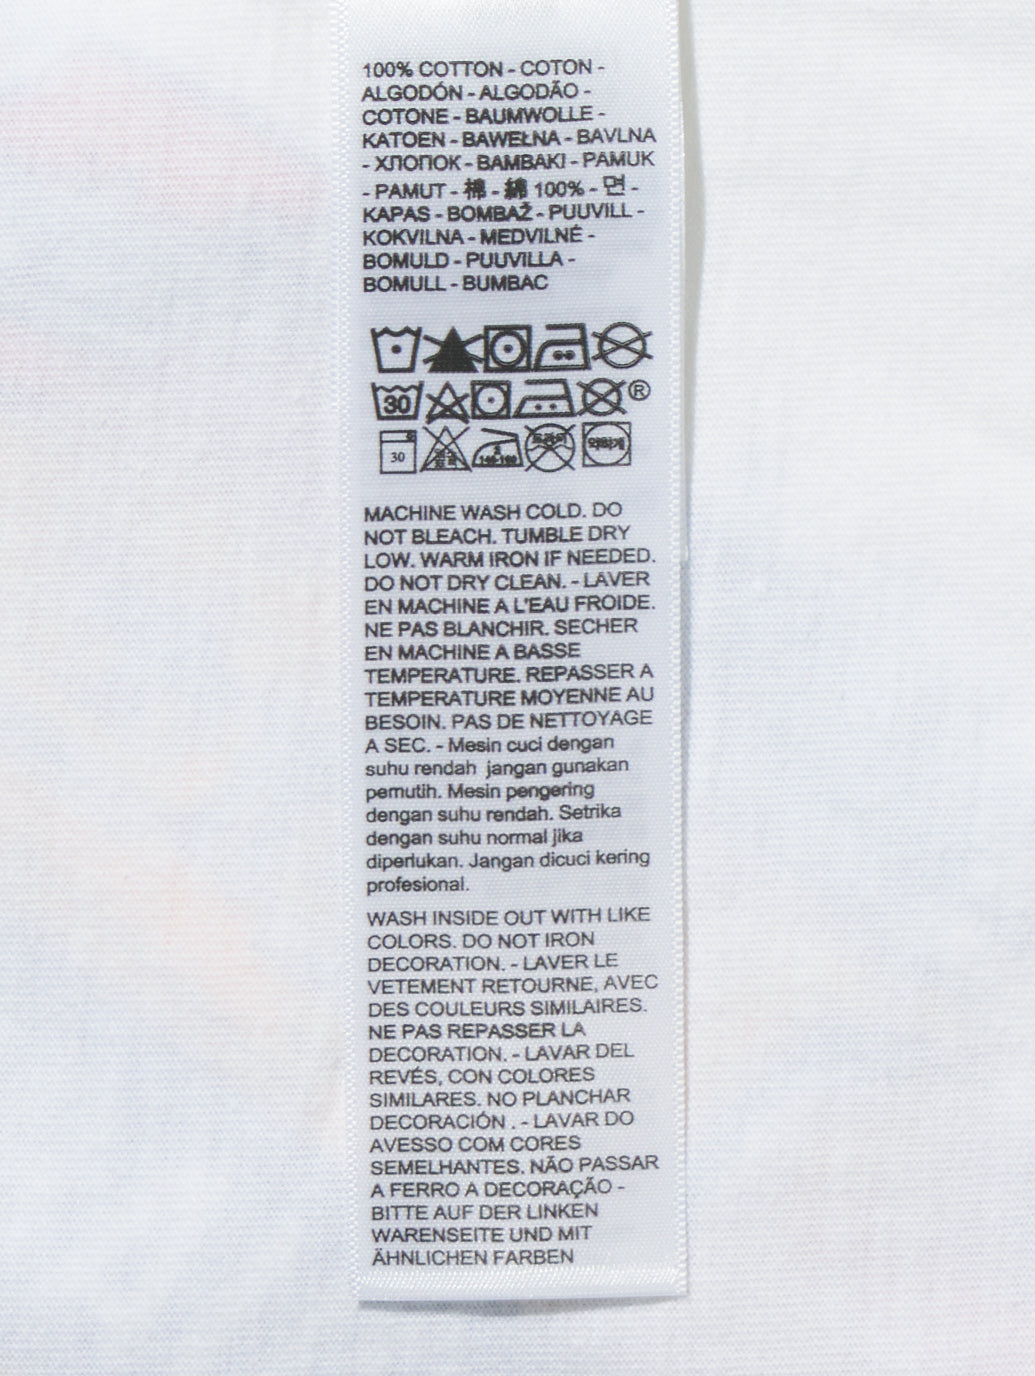 100% COTTON - COTON -
ALGODÓN - ALGODÃO -
COTONE - BAUMWOLLE -
KATOEN - BAWEŁNA - BAVLNA
- ХЛОПОК - BAMBAKI - PAMUK
- PAMUT - 棉 - 綿 100% - 면 -
KAPAS - BOMBAŽ - PUUVILL -
KOKVILNA - MEDVILNÉ -
BOMULD - PUUVILLA -
BOMULL - BUMBAC
30 ®
30 140-160 약하게
MACHINE WASH COLD. DO
NOT BLEACH. TUMBLE DRY
LOW. WARM IRON IF NEEDED.
DO NOT DRY CLEAN. - LAVER
EN MACHINE A L'EAU FROIDE.
NE PAS BLANCHIR. SECHER
EN MACHINE A BASSE
TEMPERATURE. REPASSER A
TEMPERATURE MOYENNE AU
BESOIN. PAS DE NETTOYAGE
A SEC. - Mesin cuci dengan
suhu rendah jangan gunakan
pemutih. Mesin pengering
dengan suhu rendah. Setrika
dengan suhu normal jika
diperlukan. Jangan dicuci kering
profesional.
WASH INSIDE OUT WITH LIKE
COLORS. DO NOT IRON
DECORATION. - LAVER LE
VETEMENT RETOURNE, AVEC
DES COULEURS SIMILAIRES.
NE PAS REPASSER LA
DECORATION. - LAVAR DEL
REVÉS, CON COLORES
SIMILARES. NO PLANCHAR
DECORACIÓN . - LAVAR DO
AVESSO COM CORES
SEMELHANTES. NÃO PASSAR
A FERRO A DECORAÇÃO -
BITTE AUF DER LINKEN
WARENSEITE UND MIT
ÄHNLICHEN FARBEN